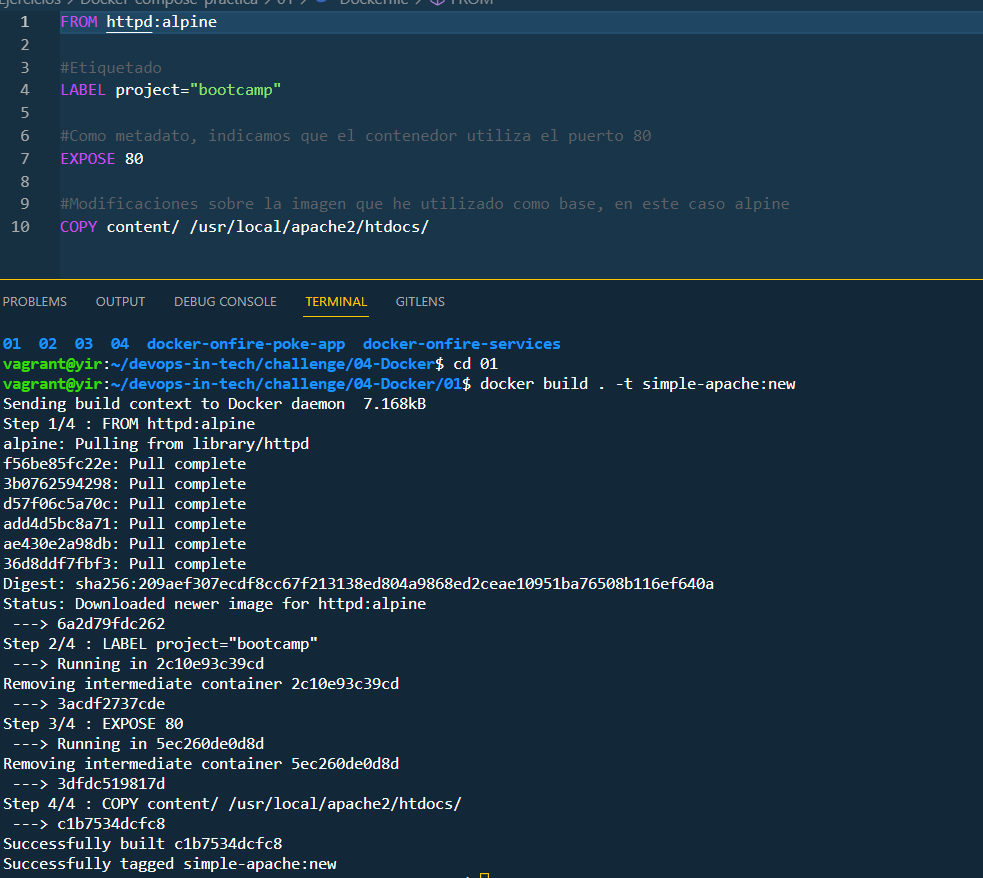 Ejercicios > Docker-compose-practica > 01 > Dockerfile > FROM
1 FROM httpd:alpine
2
3 #Etiquetado
4 LABEL project="bootcamp"
5
6 #Como metadato, indicamos que el contenedor utiliza el puerto 80
7 EXPOSE 80
8
9 #Modificaciones sobre la imagen que he utilizado como base, en este caso alpine
10 COPY content/ /usr/local/apache2/htdocs/
PROBLEMS OUTPUT DEBUG CONSOLE TERMINAL GITLENS
01 02 03 04 docker-onfire-poke-app docker-onfire-services
vagrant@yir:~/devops-in-tech/challenge/04-Docker$ cd 01
vagrant@yir:~/devops-in-tech/challenge/04-Docker/01$ docker build . -t simple-apache:new
Sending build context to Docker daemon 7.168kB
Step 1/4 : FROM httpd:alpine
alpine: Pulling from library/httpd
f56be85fc22e: Pull complete
3b0762594298: Pull complete
d57f06c5a70c: Pull complete
add4d5bc8a71: Pull complete
ae430e2a98db: Pull complete
36d8ddf7fbf3: Pull complete
Digest: sha256:209aef307ecdf8cc67f213138ed804a9868ed2ceae10951ba76508b116ef640a
Status: Downloaded newer image for httpd:alpine
---> 6a2d79fdc262
Step 2/4 : LABEL project="bootcamp"
---> Running in 2c10e93c39cd
Removing intermediate container 2c10e93c39cd
---> 3acdf2737cde
Step 3/4 : EXPOSE 80
---> Running in 5ec260de0d8d
Removing intermediate container 5ec260de0d8d
---> 3dfdc519817d
Step 4/4 : COPY content/ /usr/local/apache2/htdocs/
---> c1b7534dcfc8
Successfully built c1b7534dcfc8
Successfully tagged simple-apache:new